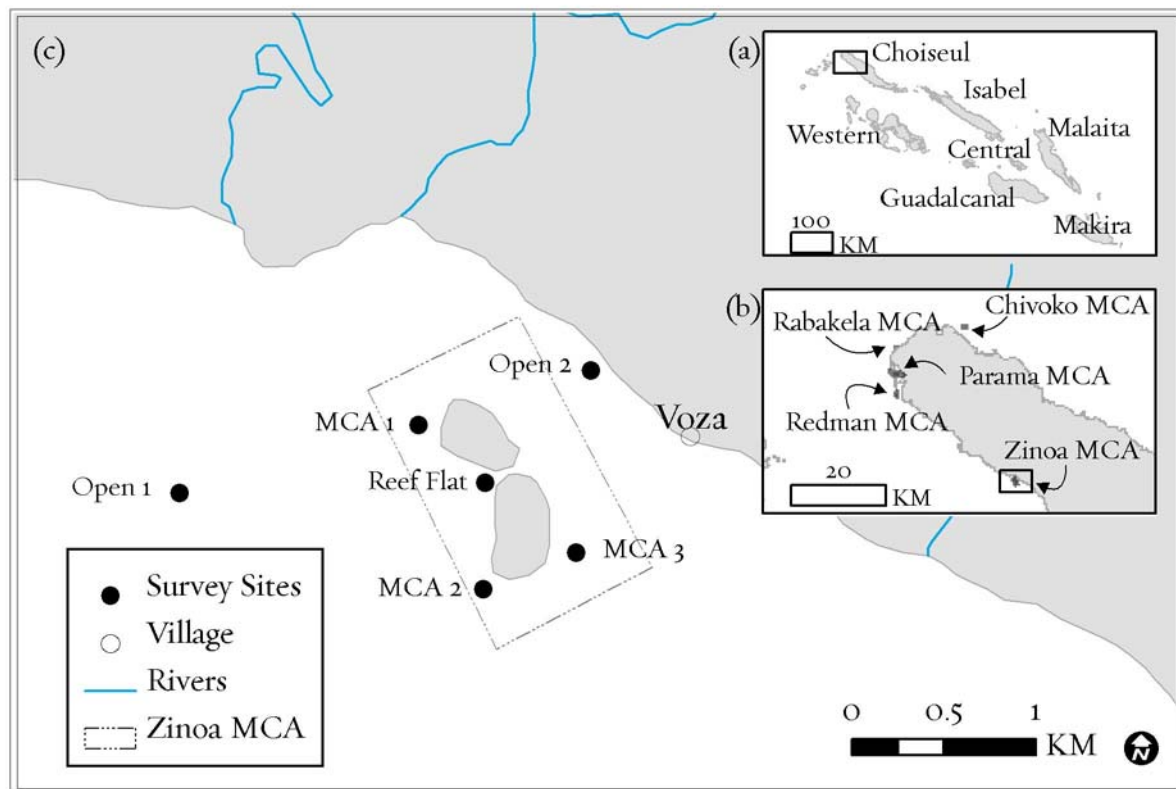 (c)
(a)
Choiseul
Isabel
Malaita
Western
Central
Guadalcanal
Makira
100
KM
(b)
Chivoko MCA
Rabakela MCA
Parama MCA
Redman MCA
Zinoa MCA
20
KM
Open 2
MCA 1
Voza
Reef Flat
Open 1
MCA 3
MCA 2
Survey Sites
Village
Rivers
Zinoa MCA
0 0.5 1
KM
N